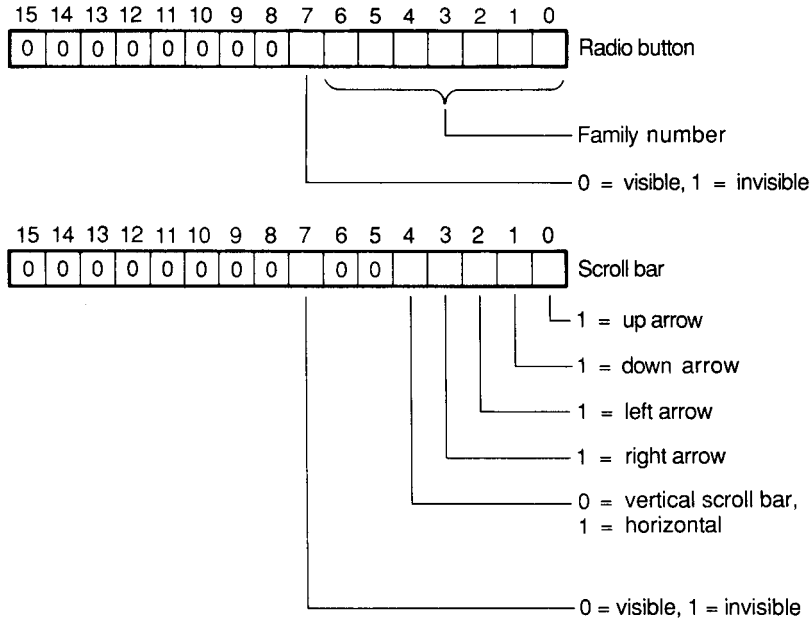 15 14 13 12 11 10 9 8 7 6 5 4 3 2 1 0
0 0 0 0 0 0 0 0 Radio button
Family number
0 = visible, 1 = invisible
15 14 13 12 11 10 9 8 7 6 5 4 3 2 1 0
0 0 0 0 0 0 0 0 0 0 Scroll bar
1 = up arrow
1 = down arrow
1 = left arrow
1 = right arrow
0 = vertical scroll bar,
1 = horizontal
0 = visible, 1 = invisible